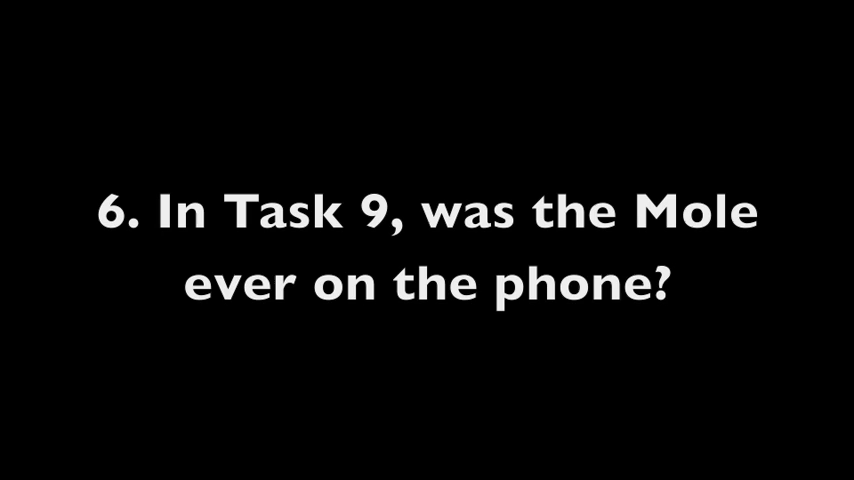 6. In Task 9, was the Mole
ever on the phone?